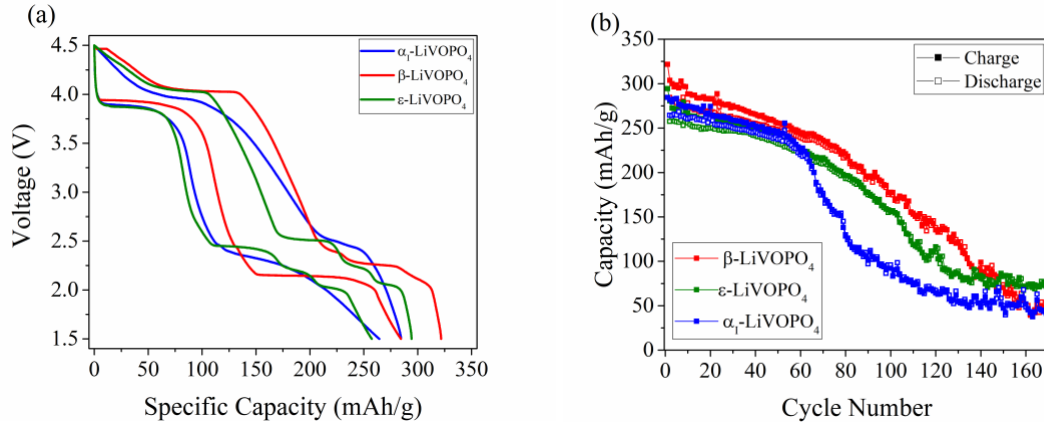 (a)
α₁-LiVOPO₄
β-LiVOPO₄
ε-LiVOPO₄
4.5
4.0
3.5
3.0
2.5
2.0
1.5
Voltage (V)
0 50 100 150 200 250 300 350
Specific Capacity (mAh/g)
(b)
Charge
Discharge
350
300
250
200
150
100
50
0
Capacity (mAh/g)
β-LiVOPO₄
ε-LiVOPO₄
α₁-LiVOPO₄
0 20 40 60 80 100 120 140 160
Cycle Number